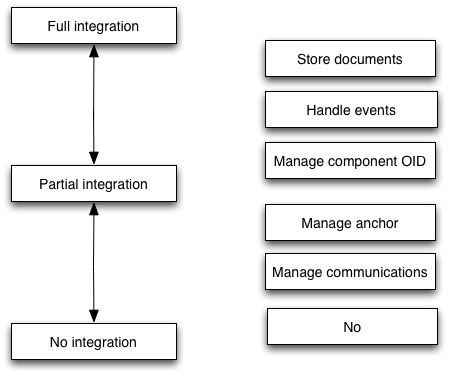 Full integration
Partial integration
No integration
Store documents
Handle events
Manage component OID
Manage anchor
Manage communications
No